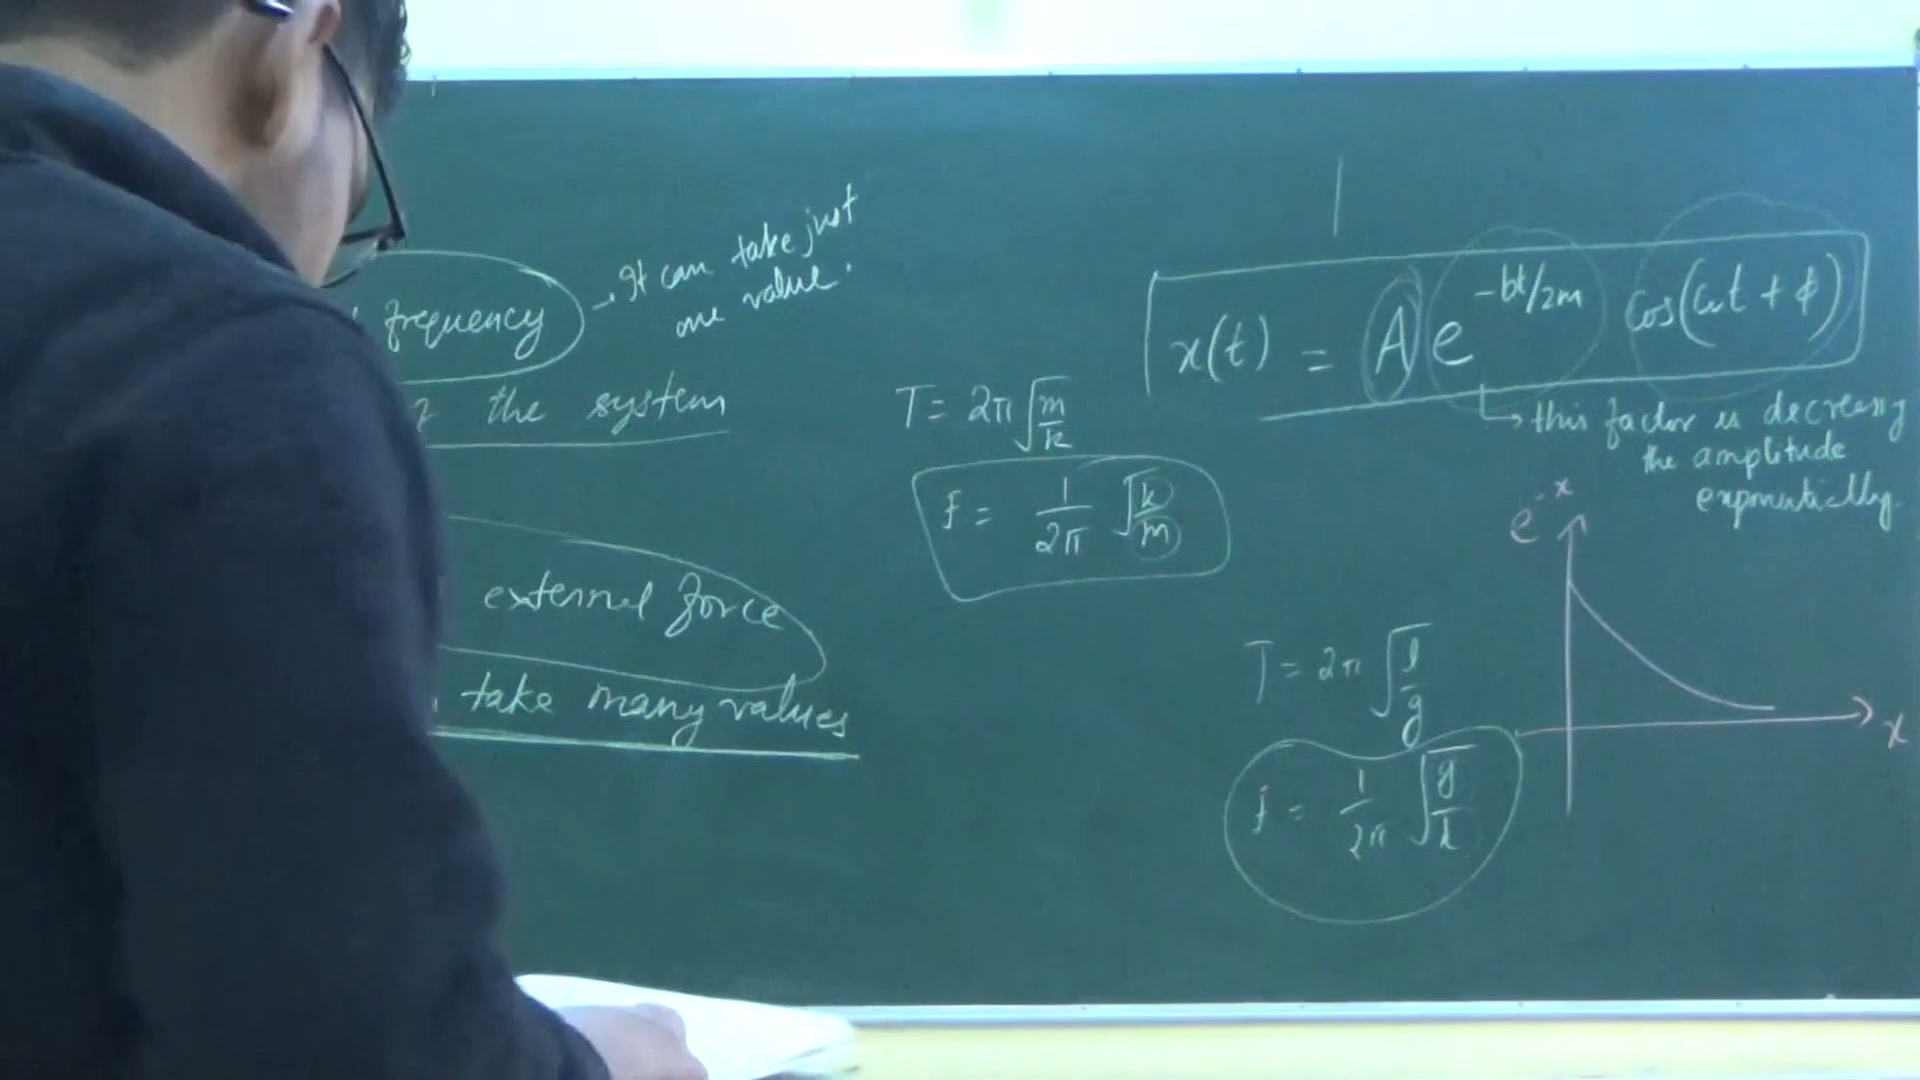 frequency
It can take just
one value.
the system
external force
take many values
T = 2π√(m/k)
f = 1/2π √(k/m)
x(t) = A e^(-bt/2m) cos(ωt + φ)
this factor is decreasing
the amplitude
exponentially.
T = 2π √(l/g)
f = 1/2π √(g/l)
e^-x
x